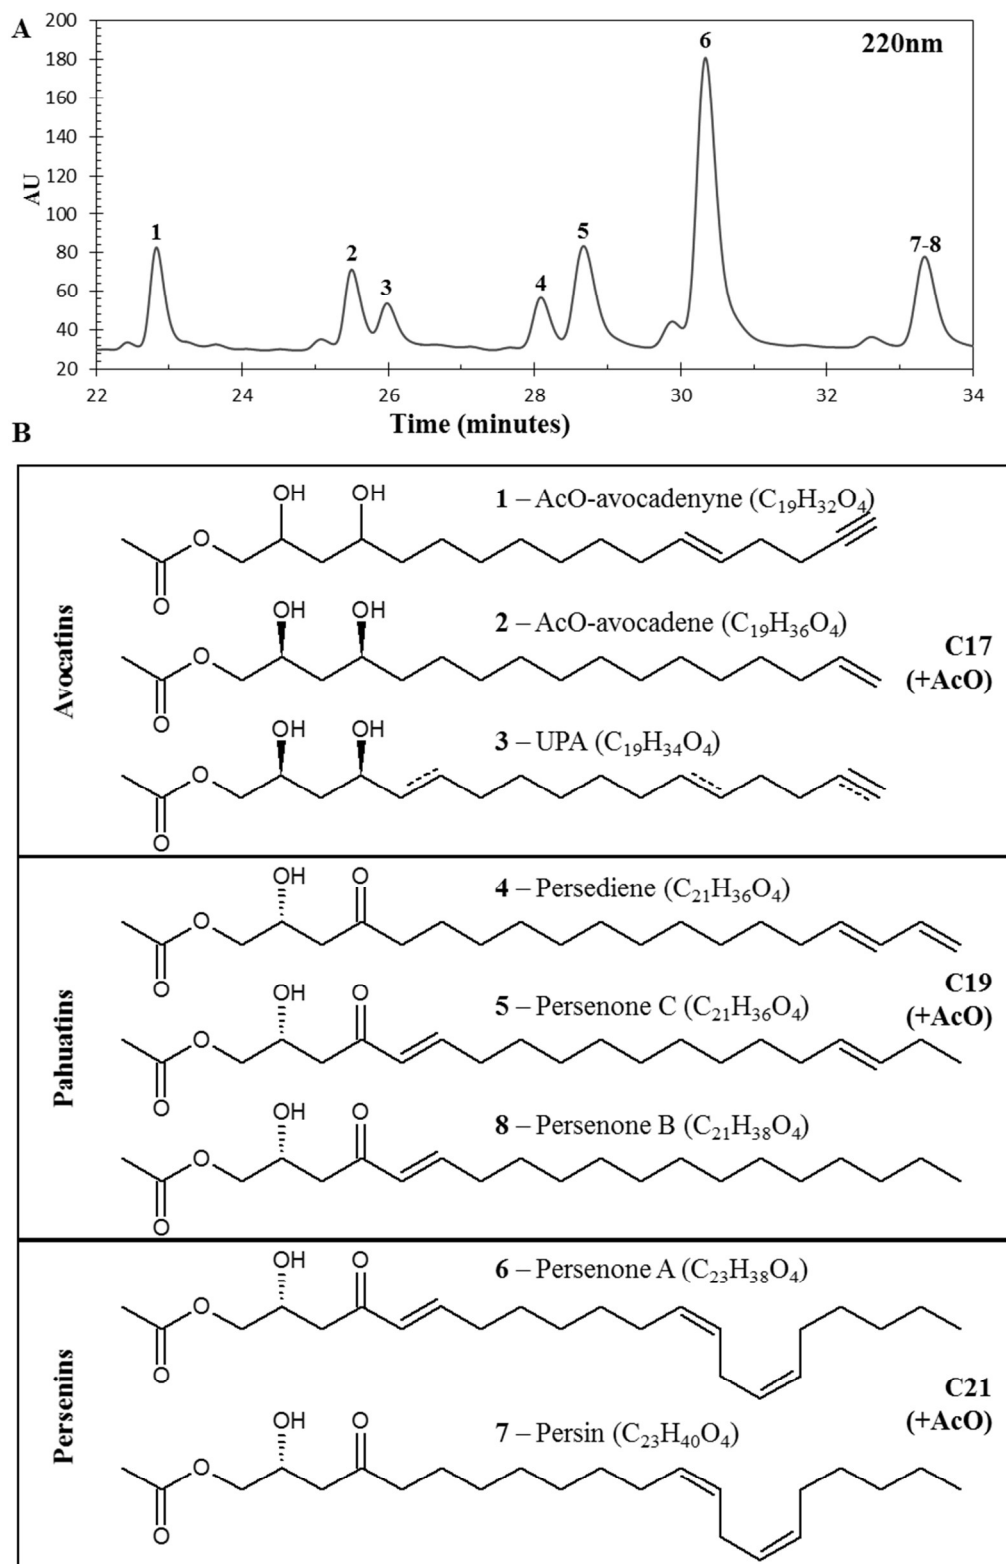 A
220nm
200
180
160
140
120
100
80
60
40
20
AU
1
2
3
4
5
6
7-8
22
24
26
28
30
32
34
Time (minutes)
B
Avocatins
OH
OH
1 – AcO-avocadenyne (C19H32O4)
O
O
OH
OH
2 – AcO-avocadene (C19H36O4)
O
O
C17
(+AcO)
OH
OH
3 – UPA (C19H34O4)
O
O
Pahuatins
OH
O
4 – Persediene (C21H36O4)
O
O
C19
(+AcO)
OH
O
5 – Persenone C (C21H36O4)
O
O
OH
O
8 – Persenone B (C21H38O4)
O
O
Persenins
OH
O
6 – Persenone A (C23H38O4)
O
O
C21
(+AcO)
OH
O
7 – Persin (C23H40O4)
O
O